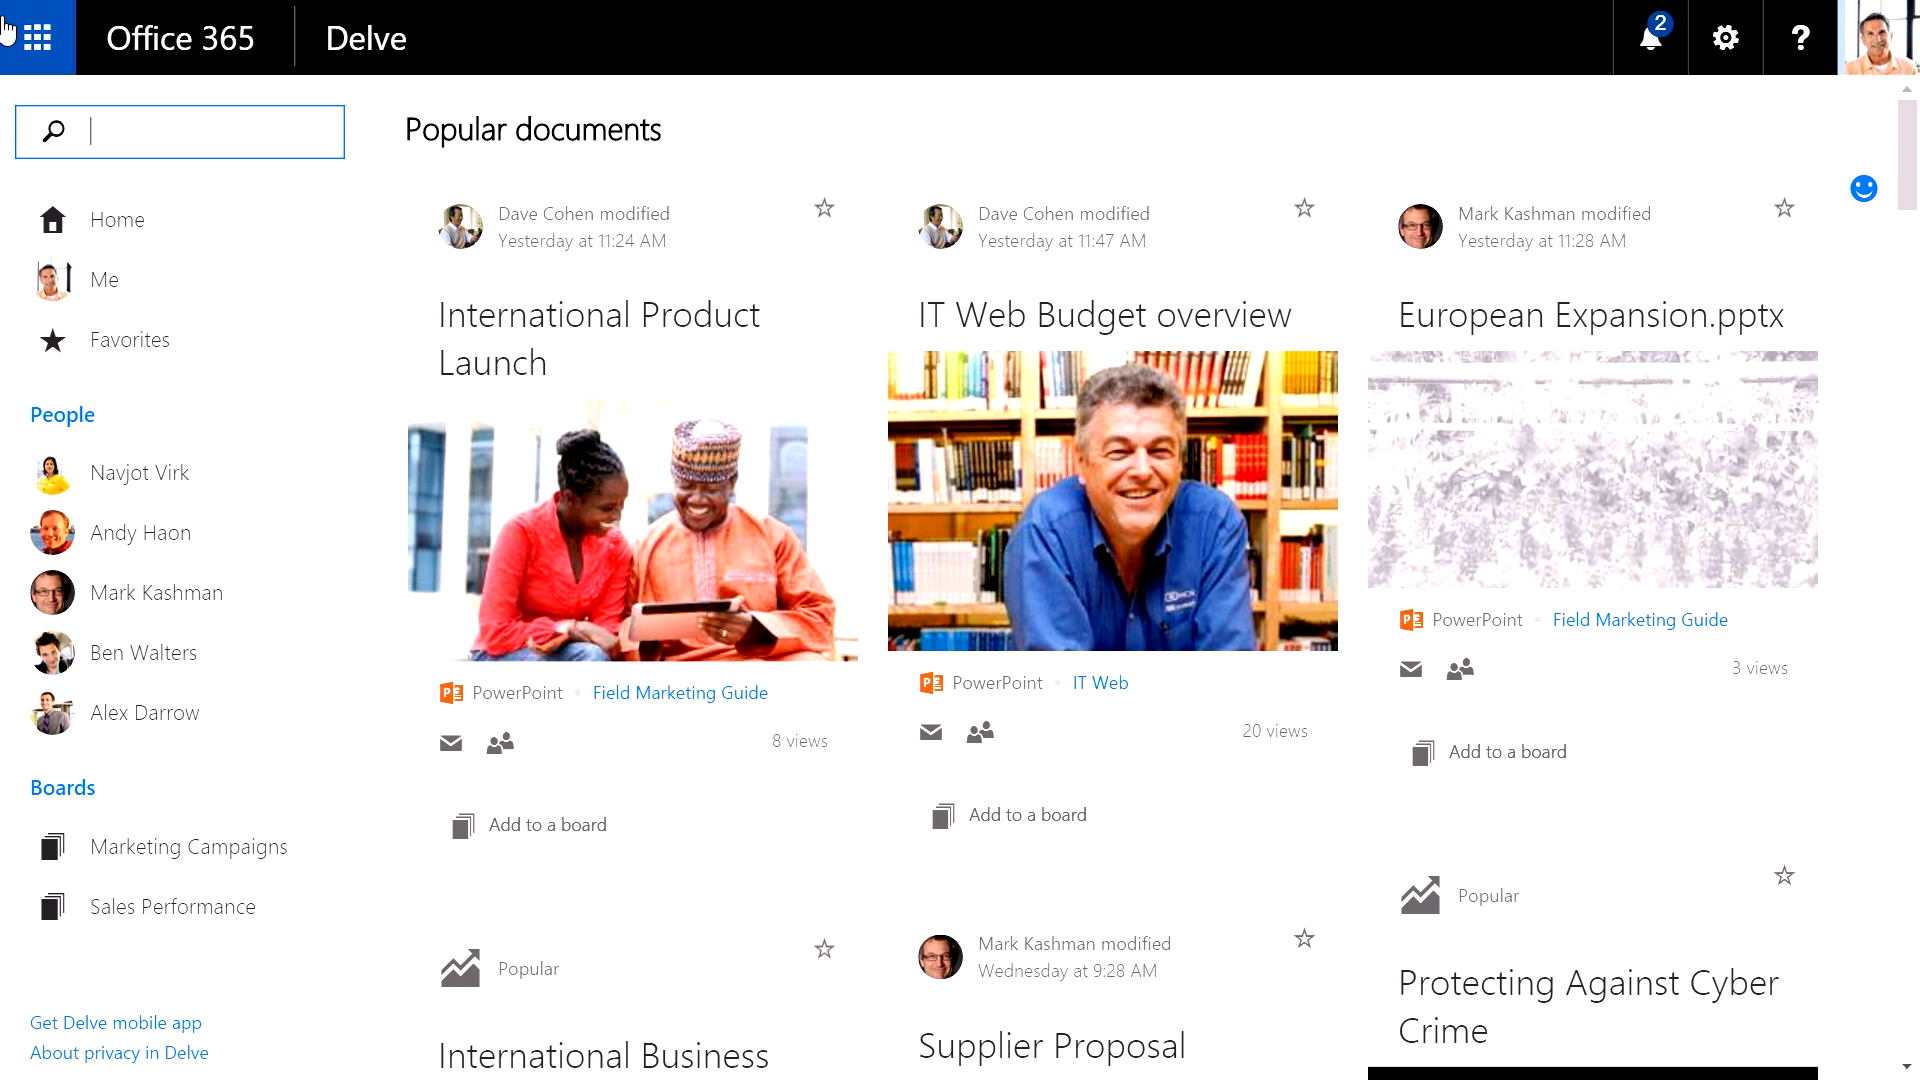 Office 365
Delve
2
?
Popular documents
Home
Me
Favorites
People
Navjot Virk
Andy Haon
Mark Kashman
Ben Walters
Alex Darrow
Boards
Marketing Campaigns
Sales Performance
Get Delve mobile app
About privacy in Delve
Dave Cohen modified
Yesterday at 11:24 AM
International Product
Launch
PowerPoint
Field Marketing Guide
8 views
Add to a board
Popular
International Business
Dave Cohen modified
Yesterday at 11:47 AM
IT Web Budget overview
PowerPoint
IT Web
20 views
Add to a board
Mark Kashman modified
Wednesday at 9:28 AM
Supplier Proposal
Mark Kashman modified
Yesterday at 11:28 AM
European Expansion.pptx
PowerPoint
Field Marketing Guide
3 views
Add to a board
Popular
Protecting Against Cyber
Crime